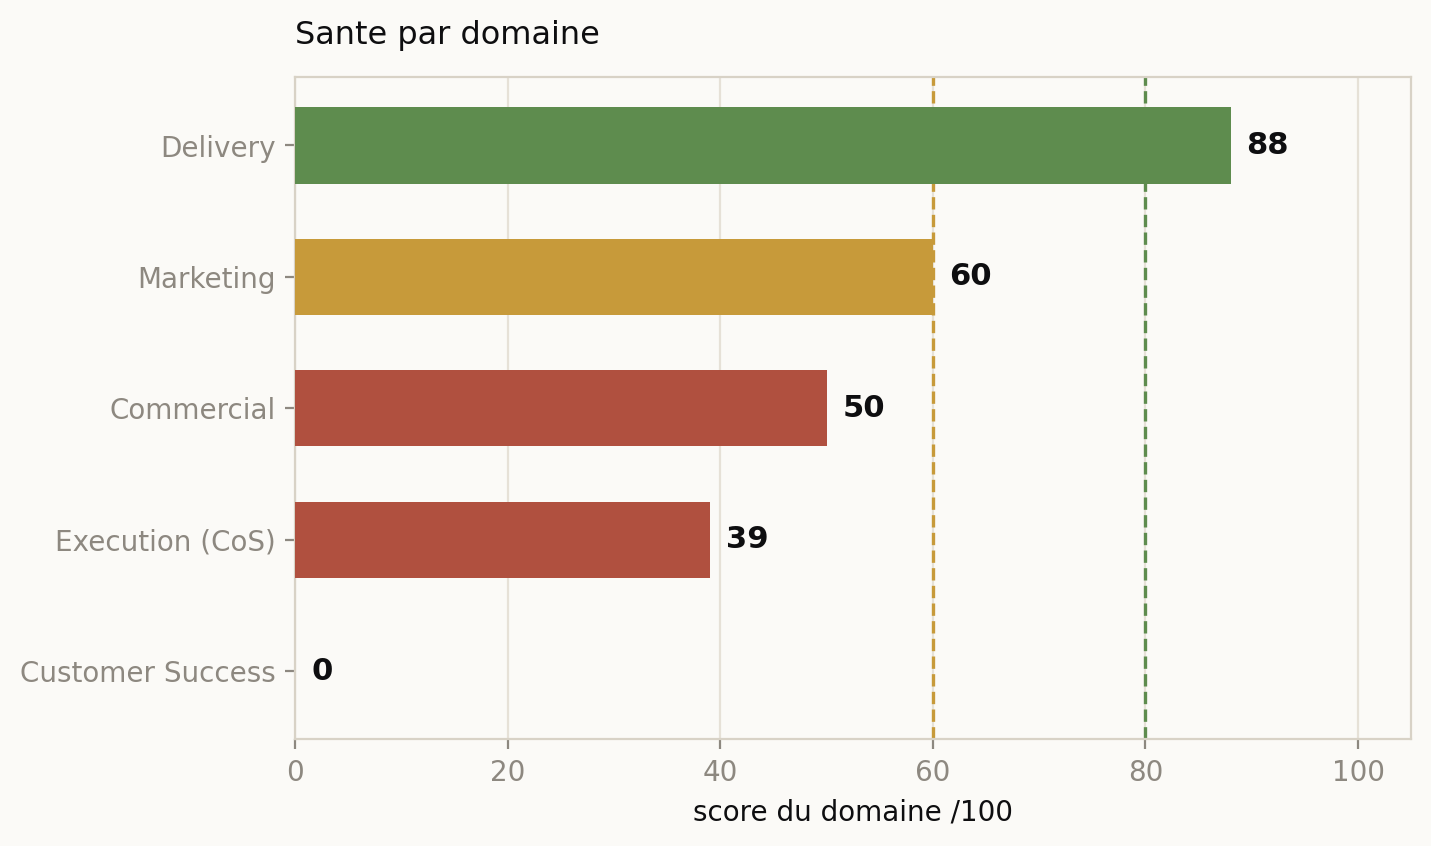 Sante par domaine
Delivery
88
Marketing
60
Commercial
50
Execution (CoS)
39
Customer Success
0
0 20 40 60 80 100
score du domaine /100